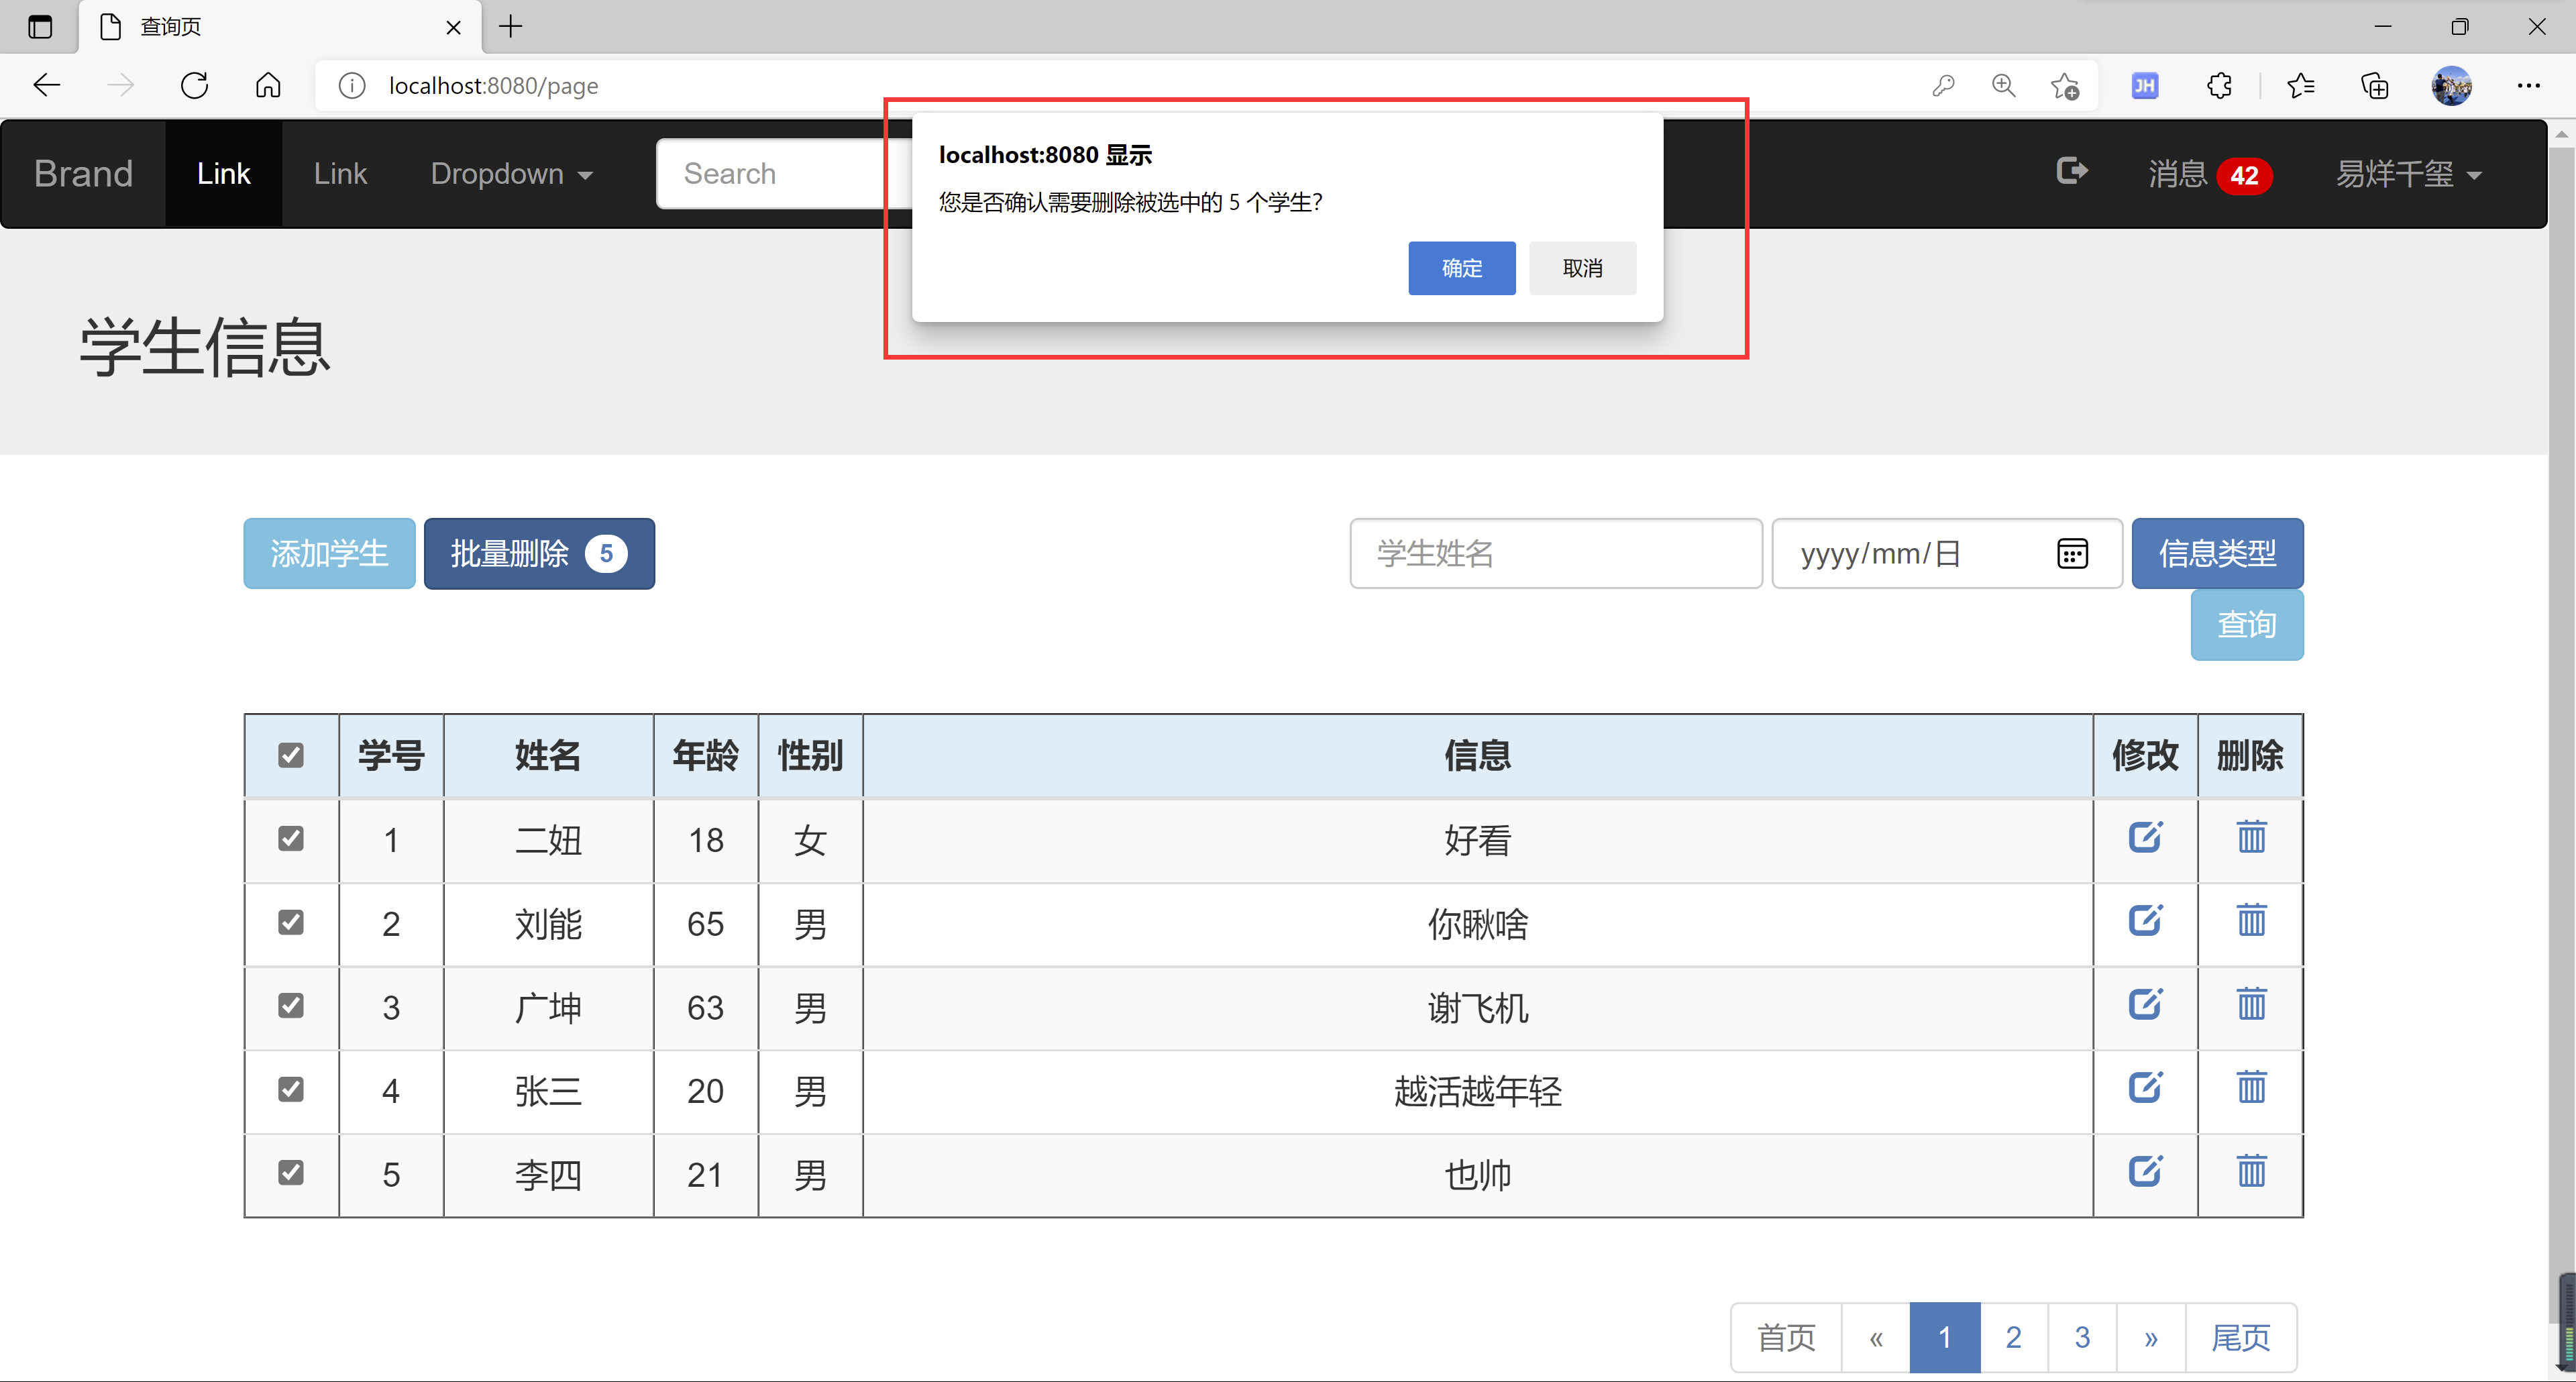 查询页
localhost:8080/page
JH
Brand Link Link Dropdown Search 消息 42 易烊千玺
localhost:8080 显示
您是否确认需要删除被选中的 5 个学生?
确定 取消
学生信息
添加学生 批量删除 5 学生姓名 yyyy/mm/日 信息类型
查询
学号 姓名 年龄 性别 信息 修改 删除
1 二妞 18 女 好看
2 刘能 65 男 你瞅啥
3 广坤 63 男 谢飞机
4 张三 20 男 越活越年轻
5 李四 21 男 也帅
首页 « 1 2 3 » 尾页